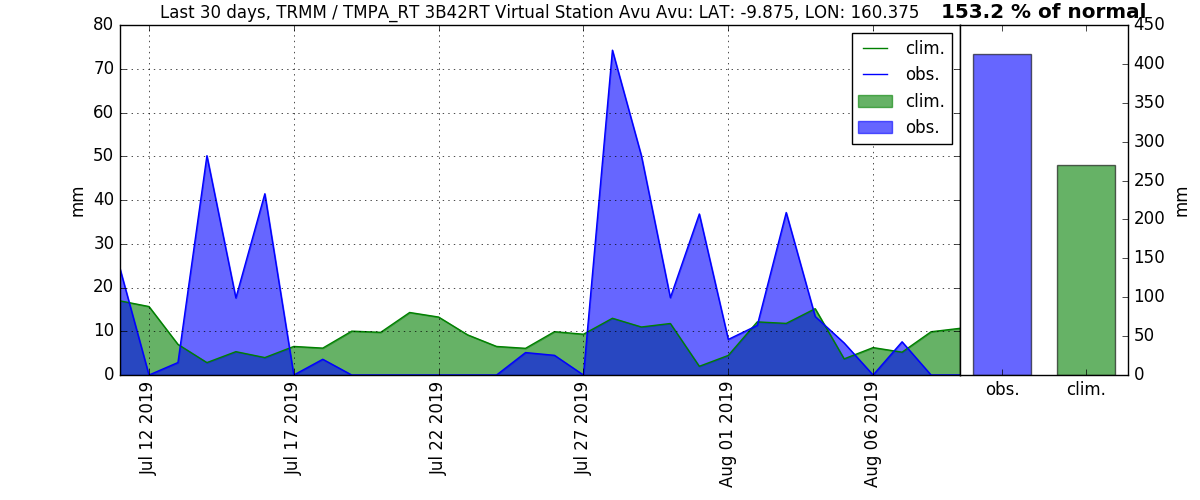 Last 30 days, TRMM / TMPA_RT 3B42RT Virtual Station Avu Avu: LAT: -9.875, LON: 160.375
153.2 % of normal
clim.
obs.
clim.
obs.
mm
80
70
60
50
40
30
20
10
0
Jul 12 2019
Jul 17 2019
Jul 22 2019
Jul 27 2019
Aug 01 2019
Aug 06 2019
450
400
350
300
250
200
150
100
50
0
mm
obs.
clim.